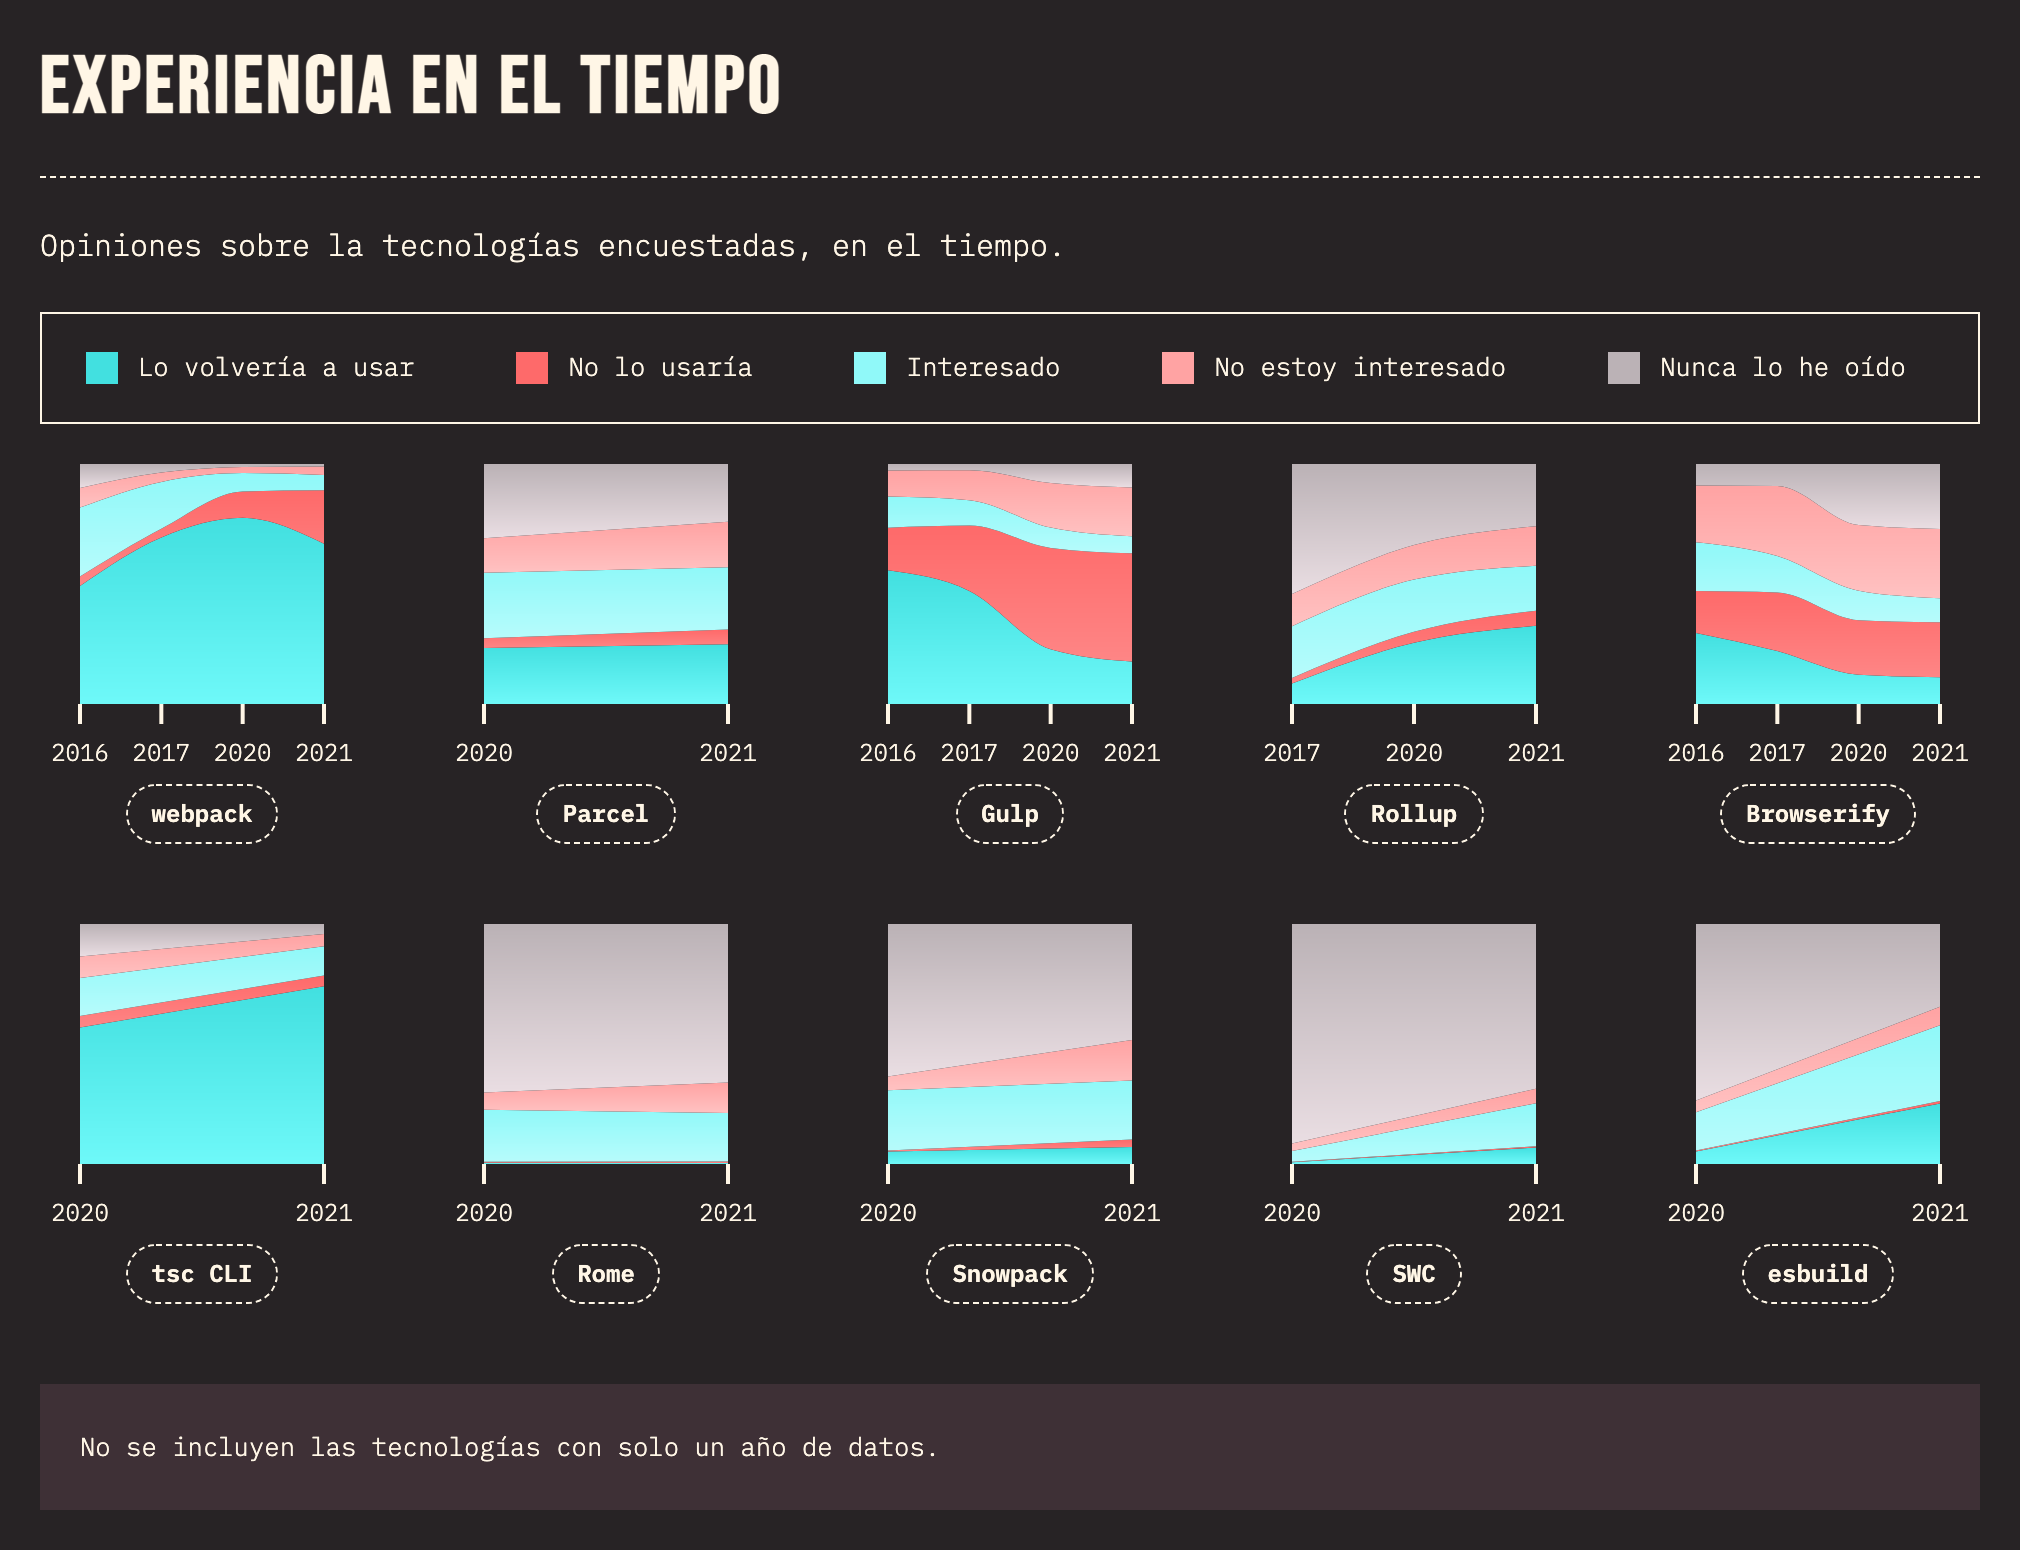 EXPERIENCIA EN EL TIEMPO
Opiniones sobre la tecnologías encuestadas, en el tiempo.
Lo volvería a usar No lo usaría Interesado No estoy interesado Nunca lo he oído
2016 2017 2020 2021 2020 2021 2016 2017 2020 2021 2017 2020 2021 2016 2017 2020 2021
webpack Parcel Gulp Rollup Browserify
2020 2021 2020 2021 2020 2021 2020 2021 2020 2021
tsc CLI Rome Snowpack SWC esbuild
No se incluyen las tecnologías con solo un año de datos.